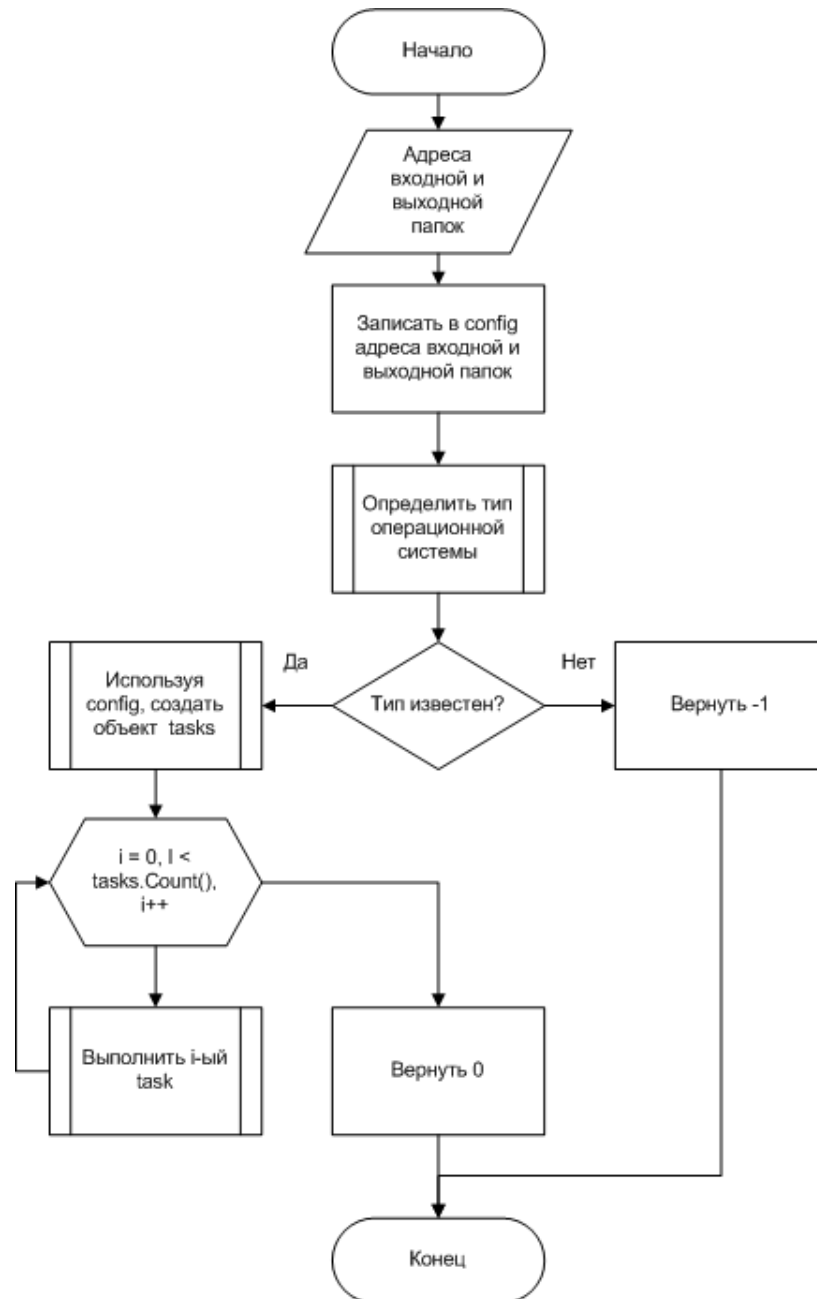 Начало
Адреса
входной и
выходной
папок
Записать в config
адреса входной и
выходной папок
Определить тип
операционной
системы
Да
Нет
Используя
config, создать
объект tasks
Тип известен?
Вернуть -1
i = 0, I <
tasks.Count(),
i++
Выполнить i-ый
task
Вернуть 0
Конец